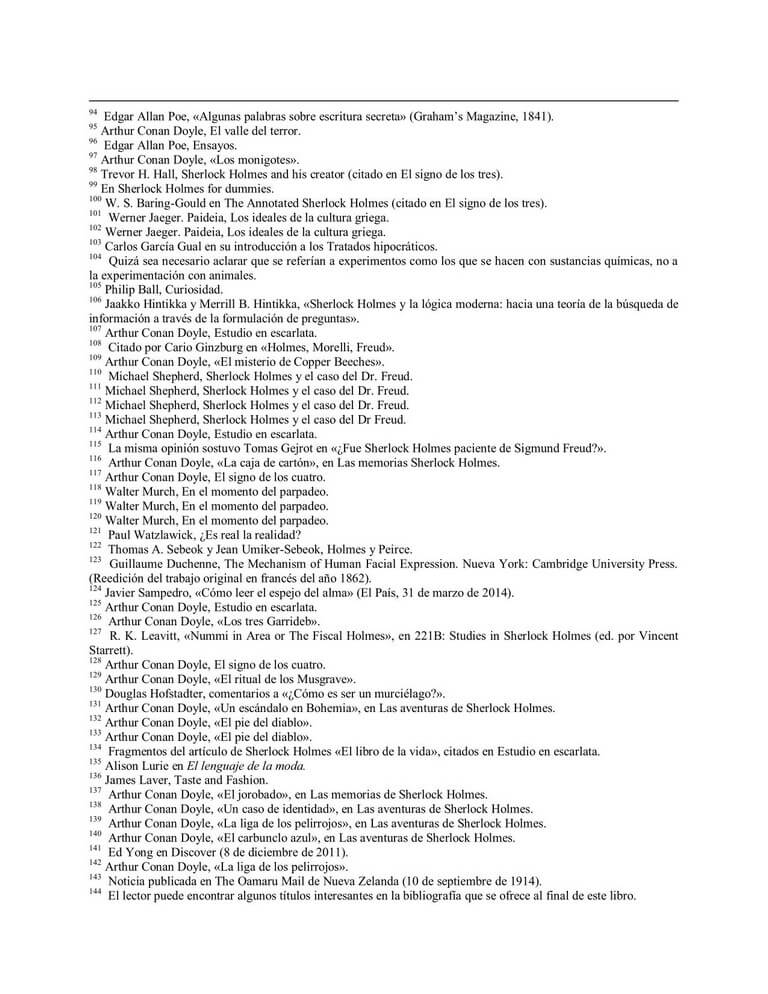 94 Edgar Allan Poe, «Algunas palabras sobre escritura secreta» (Graham's Magazine, 1841).
95 Arthur Conan Doyle, El valle del terror.
96 Edgar Allan Poe, Ensayos.
97 Arthur Conan Doyle, «Los monigotes».
98 Trevor H. Hall, Sherlock Holmes and his creator (citado en El signo de los tres).
99 En Sherlock Holmes for dummies.
100 W. S. Baring-Gould en The Annotated Sherlock Holmes (citado en El signo de los tres).
101 Werner Jaeger. Paideia, Los ideales de la cultura griega.
102 Werner Jaeger. Paideia, Los ideales de la cultura griega.
103 Carlos García Gual en su introducción a los Tratados hipocráticos.
104 Quizá sea necesario aclarar que se referían a experimentos como los que se hacen con sustancias químicas, no a
la experimentación con animales.
105 Philip Ball, Curiosidad.
106 Jaakko Hintikka y Merrill B. Hintikka, «Sherlock Holmes y la lógica moderna: hacia una teoría de la búsqueda de
información a través de la formulación de preguntas».
107 Arthur Conan Doyle, Estudio en escarlata.
108 Citado por Cario Ginzburg en «Holmes, Morelli, Freud».
109 Arthur Conan Doyle, «El misterio de Copper Beeches».
110 Michael Shepherd, Sherlock Holmes y el caso del Dr. Freud.
111 Michael Shepherd, Sherlock Holmes y el caso del Dr. Freud.
112 Michael Shepherd, Sherlock Holmes y el caso del Dr. Freud.
113 Michael Shepherd, Sherlock Holmes y el caso del Dr Freud.
114 Arthur Conan Doyle, Estudio en escarlata.
115 La misma opinión sostuvo Tomas Gejrot en «¿Fue Sherlock Holmes paciente de Sigmund Freud?».
116 Arthur Conan Doyle, «La caja de cartón», en Las memorias Sherlock Holmes.
117 Arthur Conan Doyle, El signo de los cuatro.
118 Walter Murch, En el momento del parpadeo.
119 Walter Murch, En el momento del parpadeo.
120 Walter Murch, En el momento del parpadeo.
121 Paul Watzlawick, ¿Es real la realidad?
122 Thomas A. Sebeok y Jean Umiker-Sebeok, Holmes y Peirce.
123 Guillaume Duchenne, The Mechanism of Human Facial Expression. Nueva York: Cambridge University Press.
(Reedición del trabajo original en francés del año 1862).
124 Javier Sampedro, «Cómo leer el espejo del alma» (El País, 31 de marzo de 2014).
125 Arthur Conan Doyle, Estudio en escarlata.
126 Arthur Conan Doyle, «Los tres Garrideb».
127 R. K. Leavitt, «Nummi in Area or The Fiscal Holmes», en 221B: Studies in Sherlock Holmes (ed. por Vincent
Starrett).
128 Arthur Conan Doyle, El signo de los cuatro.
129 Arthur Conan Doyle, «El ritual de los Musgrave».
130 Douglas Hofstadter, comentarios a «¿Cómo es ser un murciélago?».
131 Arthur Conan Doyle, «Un escándalo en Bohemia», en Las aventuras de Sherlock Holmes.
132 Arthur Conan Doyle, «El pie del diablo».
133 Arthur Conan Doyle, «El pie del diablo».
134 Fragmentos del artículo de Sherlock Holmes «El libro de la vida», citados en Estudio en escarlata.
135 Alison Lurie en El lenguaje de la moda.
136 James Laver, Taste and Fashion.
137 Arthur Conan Doyle, «El jorobado», en Las memorias de Sherlock Holmes.
138 Arthur Conan Doyle, «Un caso de identidad», en Las aventuras de Sherlock Holmes.
139 Arthur Conan Doyle, «La liga de los pelirrojos», en Las aventuras de Sherlock Holmes.
140 Arthur Conan Doyle, «El carbunclo azul», en Las aventuras de Sherlock Holmes.
141 Ed Yong en Discover (8 de diciembre de 2011).
142 Arthur Conan Doyle, «La liga de los pelirrojos».
143 Noticia publicada en The Oamaru Mail de Nueva Zelanda (10 de septiembre de 1914).
144 El lector puede encontrar algunos títulos interesantes en la bibliografía que se ofrece al final de este libro.